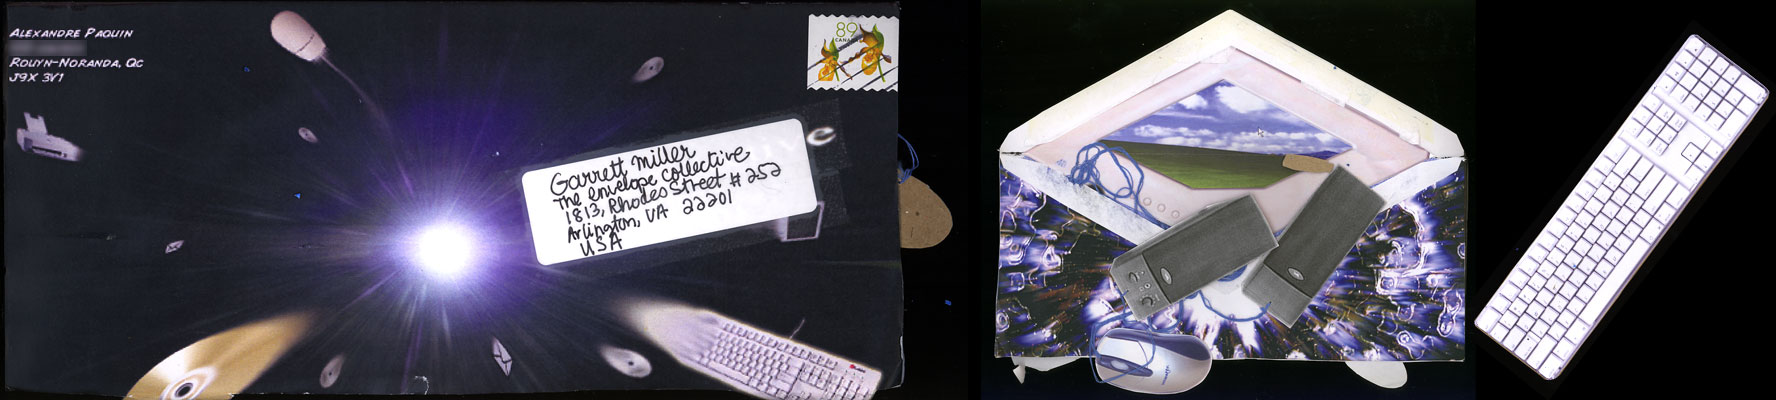 Alexandre Paquin
Rouyn-Noranda, Qc
J9X 3V1
89
CANADA
Garrett Miller
The envelope collective
1813, Rhodes Street # 252
Arlington, VA 22201
USA